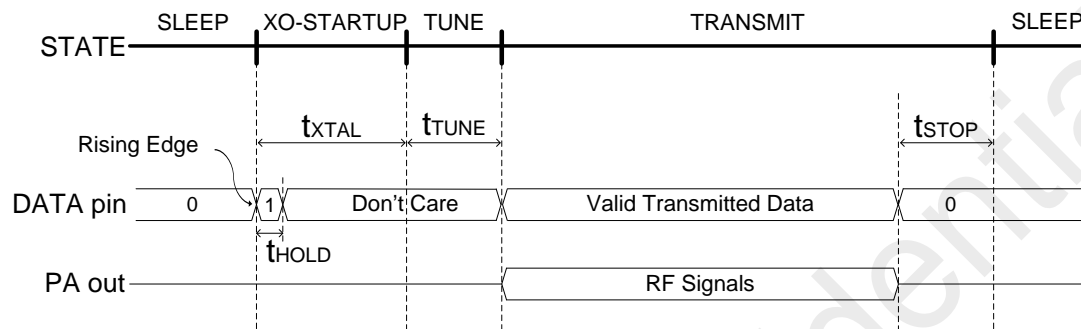 SLEEP XO-STARTUP TUNE TRANSMIT SLEEP
STATE
tXTAL tTUNE tSTOP
Rising Edge
DATA pin 0 1 Don't Care Valid Transmitted Data 0
tHOLD
PA out RF Signals